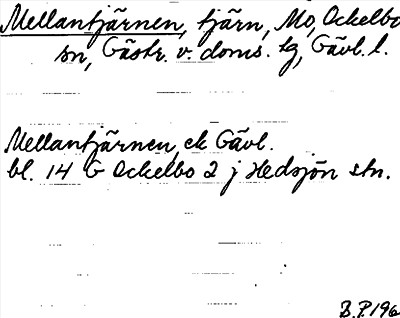 Mellantjärnen, tjärn, Mo, Ockelbo
sn, Gästr. v. doms. tg, Gävl. l.
Mellantjärnen ek Gävl.
bl. 14 G Ockelbo 2 j Hedsjön stn.
B.P. 196